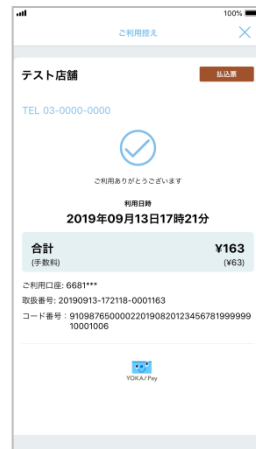 100%
ご利用控え
テスト店舗
払込票
TEL 03-0000-0000
ご利用ありがとうございます
利用日時
2019年09月13日17時21分
合計 ¥163
(手数料) (¥63)
ご利用口座: 6681***
取扱番号: 20190913-172118-0001163
コード番号: 91098765000022019082012345678199999910001006
YOKA!Pay